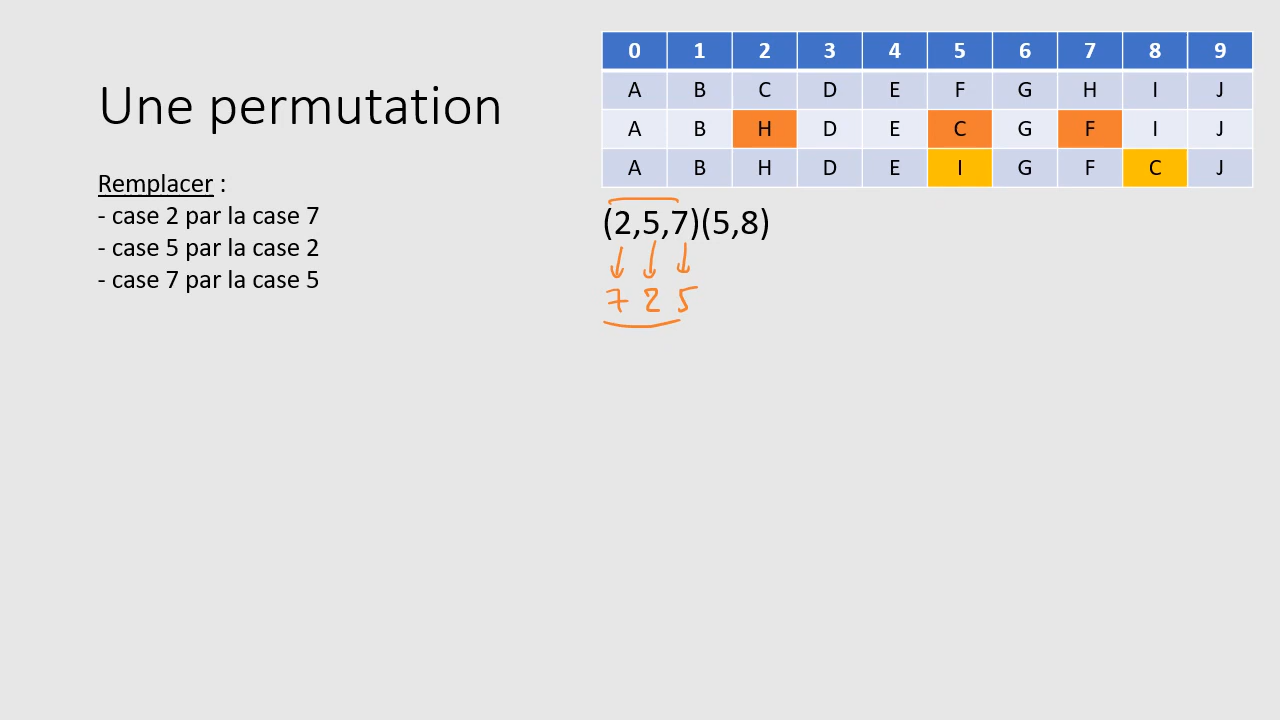 Une permutation
Remplacer :
- case 2 par la case 7
- case 5 par la case 2
- case 7 par la case 5
0 1 2 3 4 5 6 7 8 9
A B C D E F G H I J
A B H D E C G F I J
A B H D E I G F C J
(2,5,7)(5,8)
7 2 5